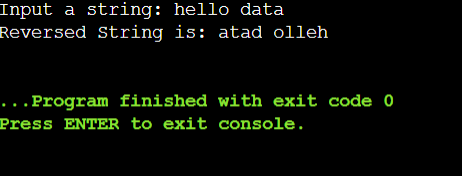 Input a string: hello data
Reversed String is: atad olleh
...Program finished with exit code 0
Press ENTER to exit console.